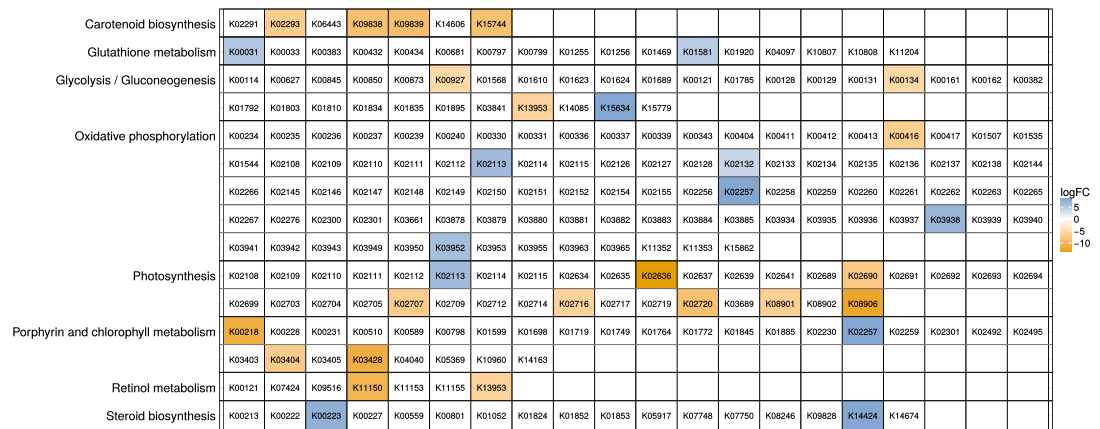 Carotenoid biosynthesis K02291 K02293 K06443 K09838 K09839 K14606 K15744
Glutathione metabolism K00031 K00033 K00383 K00432 K00434 K00681 K00797 K00799 K01255 K01256 K01469 K01581 K01920 K04097 K10807 K10808 K11204
Glycolysis / Gluconeogenesis K00114 K00627 K00845 K00850 K00873 K00927 K01568 K01610 K01623 K01624 K01689 K00121 K01785 K00128 K00129 K00131 K00134 K00161 K00162 K00382
K01792 K01803 K01810 K01834 K01835 K01895 K03841 K13953 K14085 K15634 K15779
Oxidative phosphorylation K00234 K00235 K00236 K00237 K00239 K00240 K00330 K00331 K00336 K00337 K00339 K00343 K00404 K00411 K00412 K00413 K00416 K00417 K01507 K01535
K01544 K02108 K02109 K02110 K02111 K02112 K02113 K02114 K02115 K02126 K02127 K02128 K02132 K02133 K02134 K02135 K02136 K02137 K02138 K02144
K02266 K02145 K02146 K02147 K02148 K02149 K02150 K02151 K02152 K02154 K02155 K02256 K02257 K02258 K02259 K02260 K02261 K02262 K02263 K02265
K02267 K02276 K02300 K02301 K03661 K03878 K03879 K03880 K03881 K03882 K03883 K03884 K03885 K03934 K03935 K03936 K03937 K03938 K03939 K03940
K03941 K03942 K03943 K03949 K03950 K03952 K03953 K03955 K03963 K03965 K11352 K11353 K15862
Photosynthesis K02108 K02109 K02110 K02111 K02112 K02113 K02114 K02115 K02634 K02635 K02636 K02637 K02639 K02641 K02689 K02690 K02691 K02692 K02693 K02694
K02699 K02703 K02704 K02705 K02707 K02709 K02712 K02714 K02716 K02717 K02719 K02720 K03689 K08901 K08902 K08906
Porphyrin and chlorophyll metabolism K00218 K00228 K00231 K00510 K00589 K00798 K01599 K01698 K01719 K01749 K01764 K01772 K01845 K01885 K02230 K02257 K02259 K02301 K02492 K02495
K03403 K03404 K03405 K03428 K04040 K05369 K10960 K14163
Retinol metabolism K00121 K07424 K09516 K11150 K11153 K11155 K13953
Steroid biosynthesis K00213 K00222 K00223 K00227 K00559 K00801 K01052 K01824 K01852 K01853 K05917 K07748 K07750 K08246 K09828 K14424 K14674
logFC
5
0
−5
−10